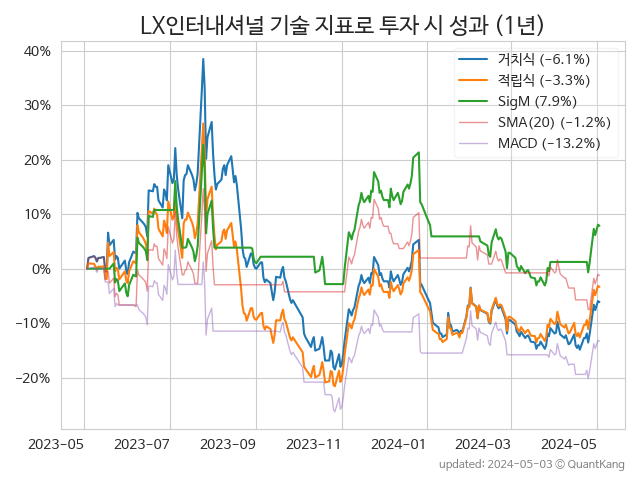 LX인터내셔널 기술 지표로 투자 시 성과 (1년)
거치식 (−6.1%)
적립식 (−3.3%)
SigM (7.9%)
SMA(20) (−1.2%)
MACD (−13.2%)
40%
30%
20%
10%
0%
−10%
−20%
2023-05 2023-07 2023-09 2023-11 2024-01 2024-03 2024-05
updated: 2024-05-03 ⓒ QuantKang